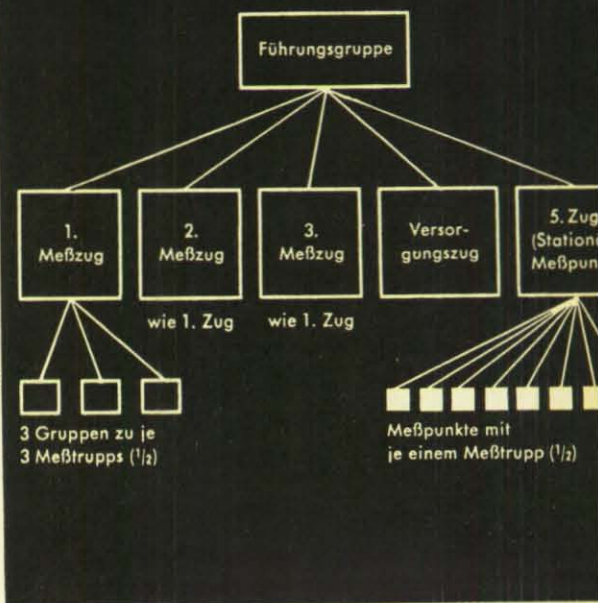 Führungsgruppe
1.
Meßzug
2.
Meßzug
3.
Meßzug
Versor-
gungszug
5. Zug
wie 1. Zug
wie 1. Zug
3 Gruppen zu je
3 Meßtrupps (1/2)
Meßpunkte mit
je einem Meßtrupp (1/2)